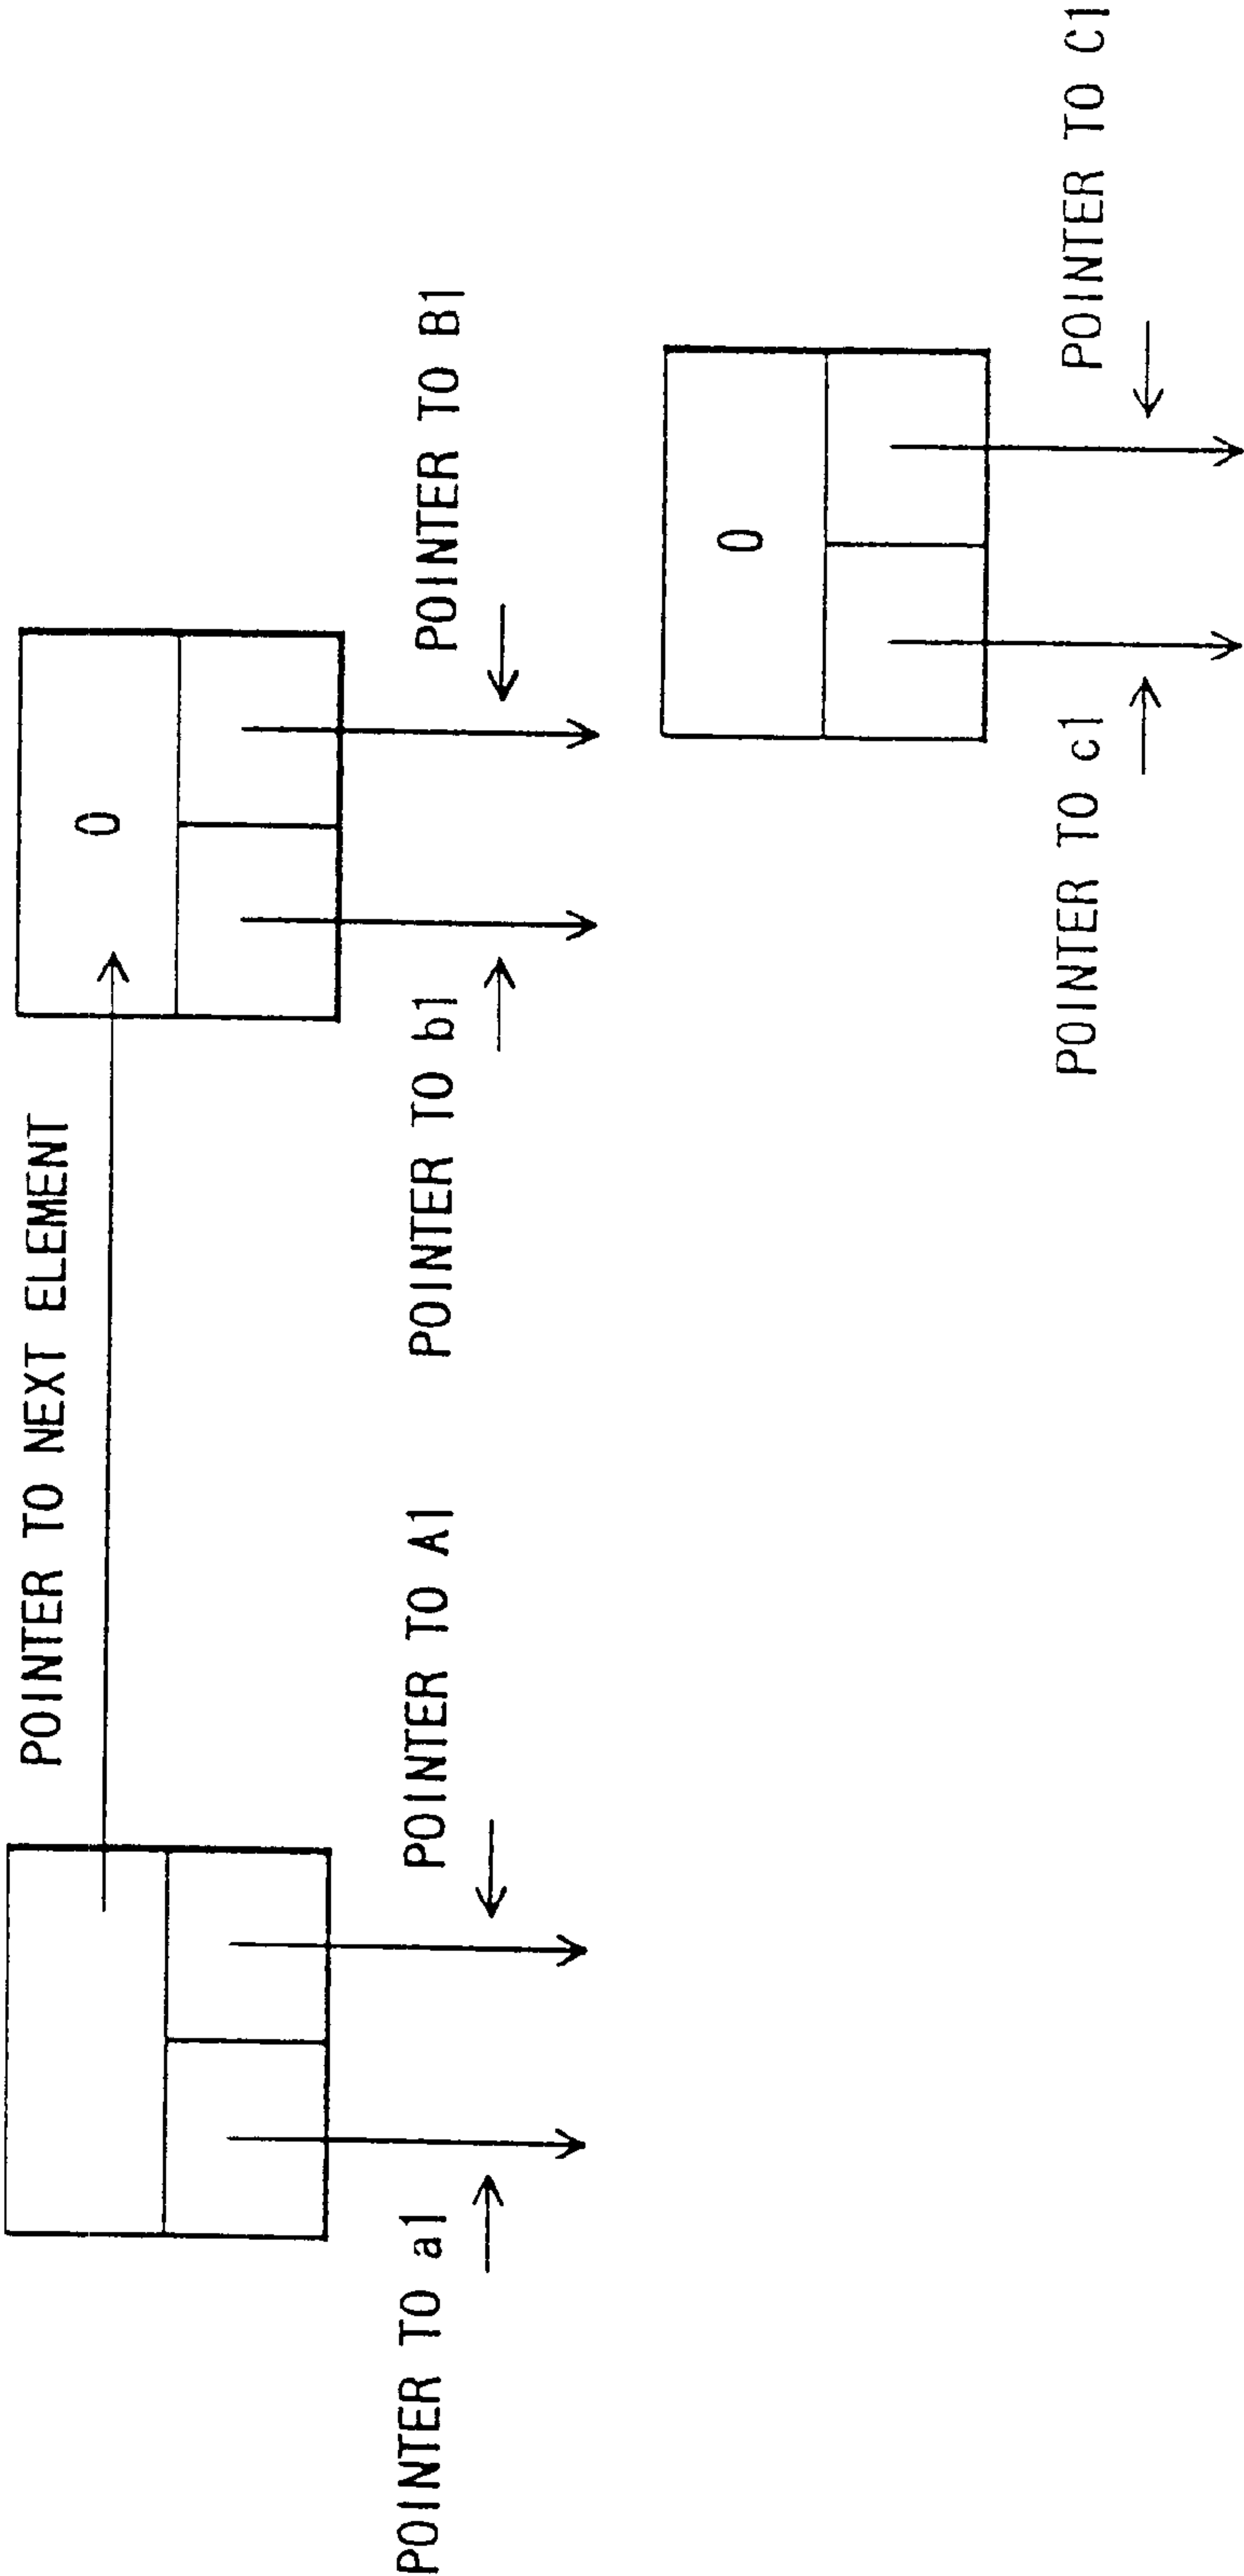 POINTER TO NEXT ELEMENT
0
POINTER TO a1
POINTER TO A1
POINTER TO b1
POINTER TO B1
0
POINTER TO c1
POINTER TO C1